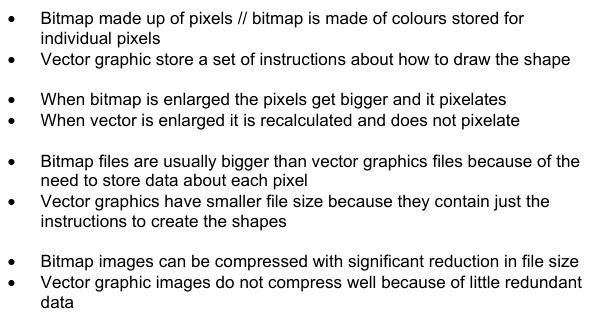 • Bitmap made up of pixels // bitmap is made of colours stored for
individual pixels
• Vector graphic store a set of instructions about how to draw the shape
• When bitmap is enlarged the pixels get bigger and it pixelates
• When vector is enlarged it is recalculated and does not pixelate
• Bitmap files are usually bigger than vector graphics files because of the
need to store data about each pixel
• Vector graphics have smaller file size because they contain just the
instructions to create the shapes
• Bitmap images can be compressed with significant reduction in file size
• Vector graphic images do not compress well because of little redundant
data